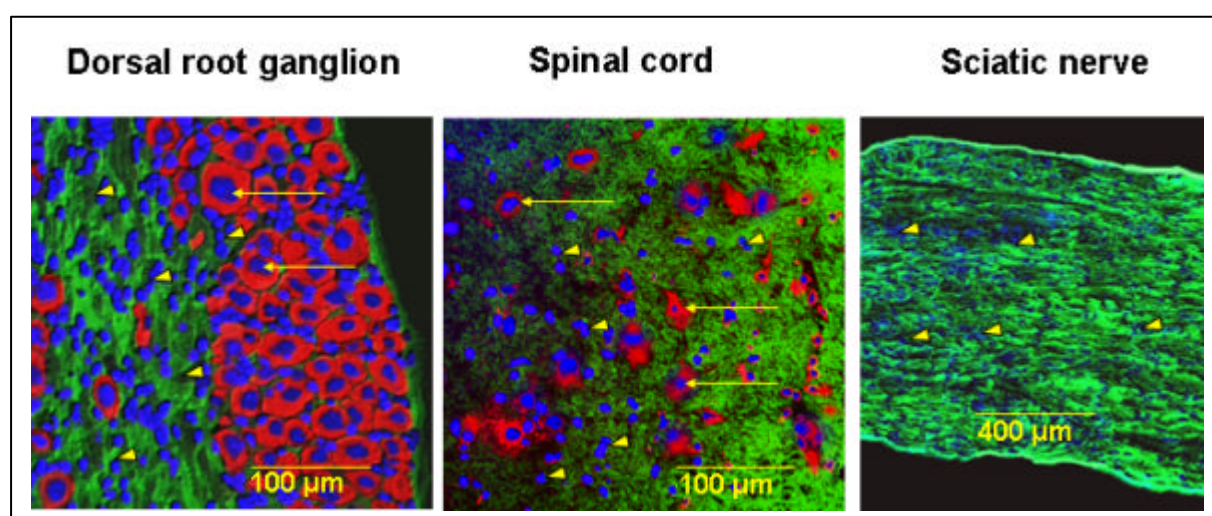 Dorsal root ganglion
Spinal cord
Sciatic nerve
100 µm
100 µm
400 µm